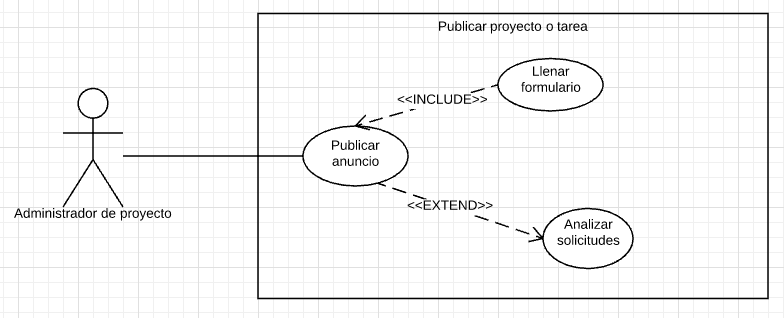 Publicar proyecto o tarea
Llenar
formulario
<<INCLUDE>>
Publicar
anuncio
<<EXTEND>>
Administrador de proyecto
Analizar
solicitudes